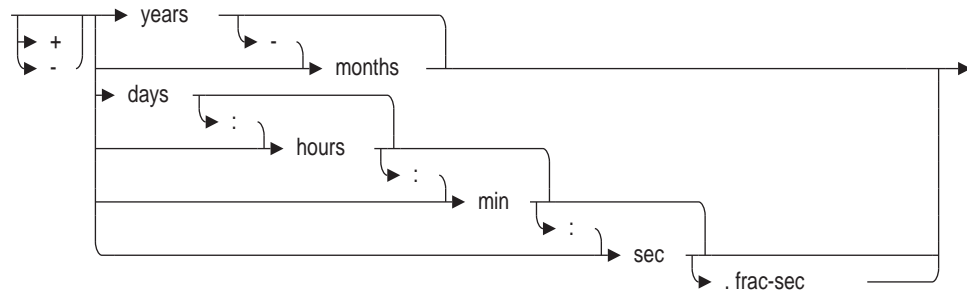 years
+
-
-
months
days
:
hours
:
min
:
sec
. frac-sec